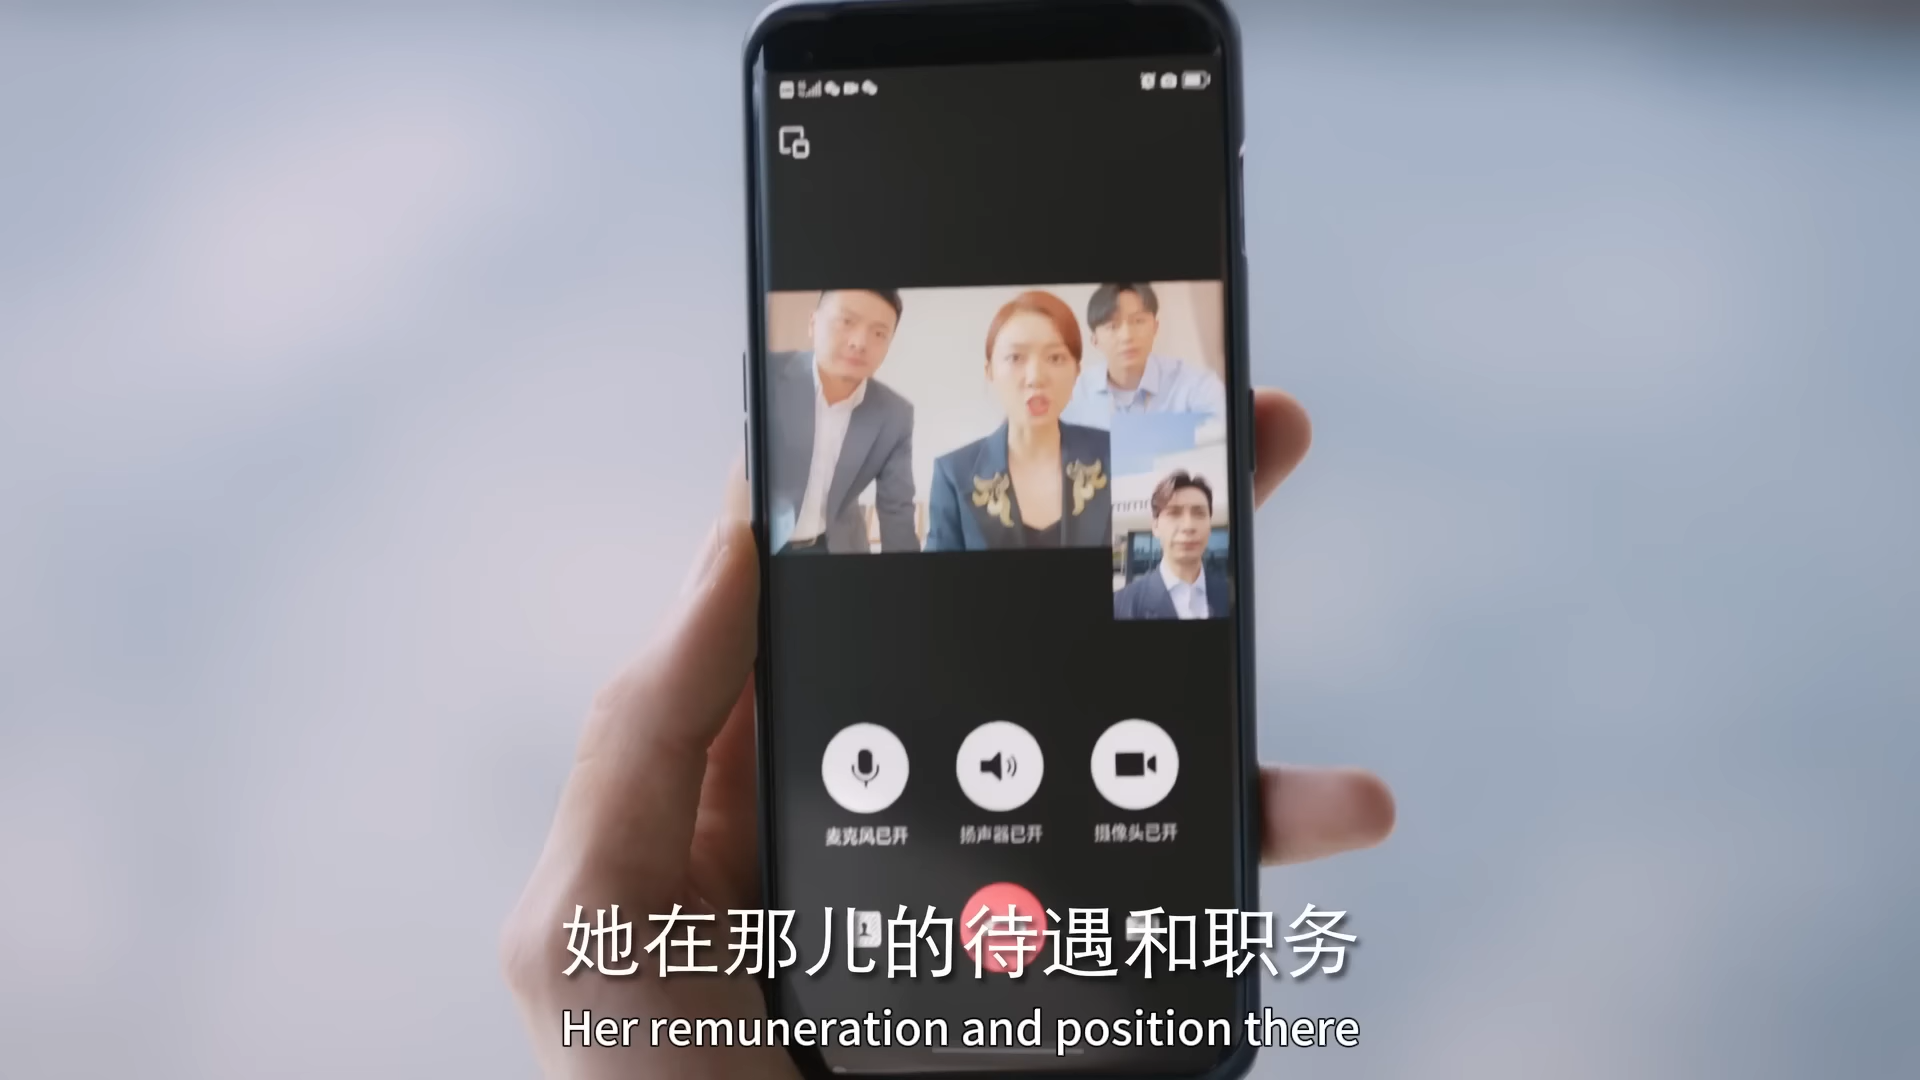 麦克风已开
扬声器已开
摄像头已开
她在那儿的待遇和职务
Her remuneration and position there